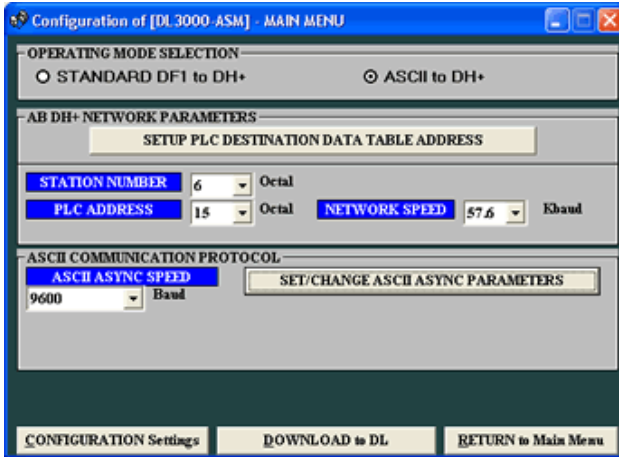 Configuration of [DL3000-ASM] - MAIN MENU
OPERATING MODE SELECTION
STANDARD DF1 to DH+ ASCII to DH+
AB DH+ NETWORK PARAMETERS
SETUP PLC DESTINATION DATA TABLE ADDRESS
STATION NUMBER 6 Octal
PLC ADDRESS 15 Octal NETWORK SPEED 57.6 Kbaud
ASCII COMMUNICATION PROTOCOL
ASCII ASYNC SPEED SET/CHANGE ASCII ASYNC PARAMETERS
9600 Baud
CONFIGURATION Settings DOWNLOAD to DL RETURN to Main Menu